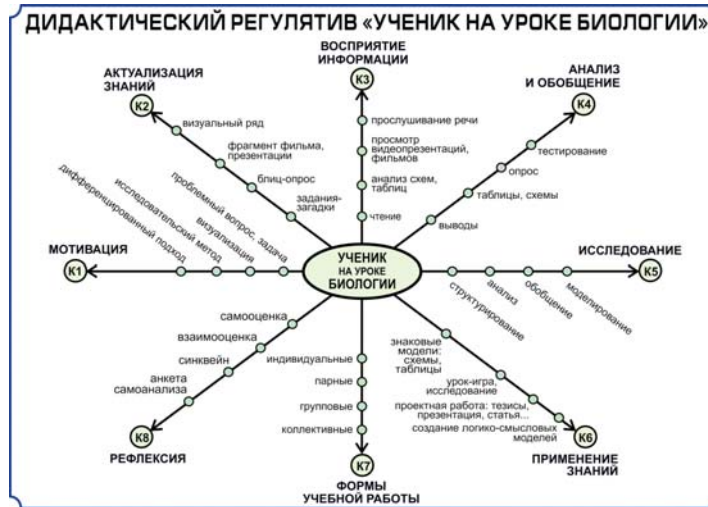 ДИДАКТИЧЕСКИЙ РЕГУЛЯТИВ «УЧЕНИК НА УРОКЕ БИОЛОГИИ»
ВОСПРИЯТИЕ
ИНФОРМАЦИИ
К3
прослушивание речи
просмотр
видеопрезентаций,
фильмов
анализ схем,
таблиц
чтение
АКТУАЛИЗАЦИЯ
ЗНАНИЙ
К2
визуальный ряд
фрагмент фильма,
презентации
блиц-опрос
задания-
загадки
АНАЛИЗ
И ОБОБЩЕНИЕ
К4
тестирование
опрос
таблицы, схемы
выводы
МОТИВАЦИЯ
К1
дифференцированный подход
исследовательский метод
визуализация
проблемный вопрос, задача
УЧЕНИК
НА УРОКЕ
БИОЛОГИИ
ИССЛЕДОВАНИЕ
К5
структурирование
анализ
обобщение
моделирование
самооценка
взаимооценка
синквейн
анкета
самоанализа
К8
РЕФЛЕКСИЯ
индивидуальные
парные
групповые
коллективные
К7
ФОРМЫ
УЧЕБНОЙ РАБОТЫ
знаковые
модели:
схемы,
таблицы
урок-игра,
исследование
проектная работа: тезисы,
презентация, статья...
создание логико-смысловых
моделей
К6
ПРИМЕНЕНИЕ
ЗНАНИЙ